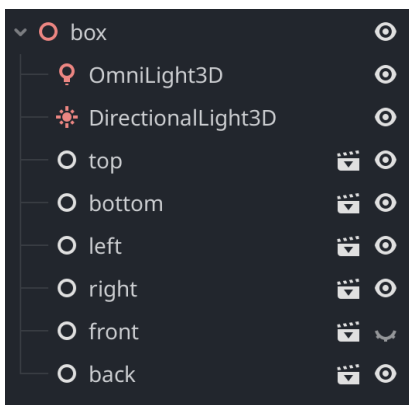 box
OmniLight3D
DirectionalLight3D
top
bottom
left
right
front
back